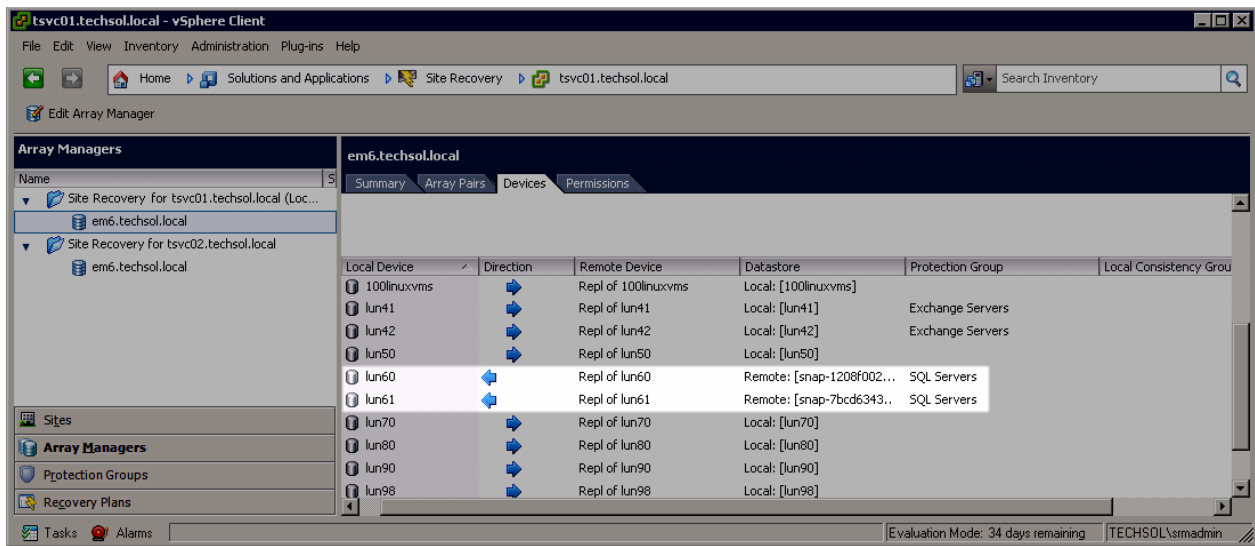 tsvc01.techsol.local - vSphere Client
File Edit View Inventory Administration Plug-ins Help
Home Solutions and Applications Site Recovery tsvc01.techsol.local Search Inventory
Edit Array Manager
Array Managers
Name S
Site Recovery for tsvc01.techsol.local (Loc...
em6.techsol.local
Site Recovery for tsvc02.techsol.local
em6.techsol.local
Sites
Array Managers
Protection Groups
Recovery Plans
em6.techsol.local
Summary Array Pairs Devices Permissions
Local Device Direction Remote Device Datastore Protection Group Local Consistency Grou
100linuxvms Repl of 100linuxvms Local: [100linuxvms]
lun41 Repl of lun41 Local: [lun41] Exchange Servers
lun42 Repl of lun42 Local: [lun42] Exchange Servers
lun50 Repl of lun50 Local: [lun50]
lun60 Repl of lun60 Remote: [snap-1208f002... SQL Servers
lun61 Repl of lun61 Remote: [snap-7bcd6343.. SQL Servers
lun70 Repl of lun70 Local: [lun70]
lun80 Repl of lun80 Local: [lun80]
lun90 Repl of lun90 Local: [lun90]
lun98 Repl of lun98 Local: [lun98]
Tasks Alarms Evaluation Mode: 34 days remaining TECHSOL\srmadmin